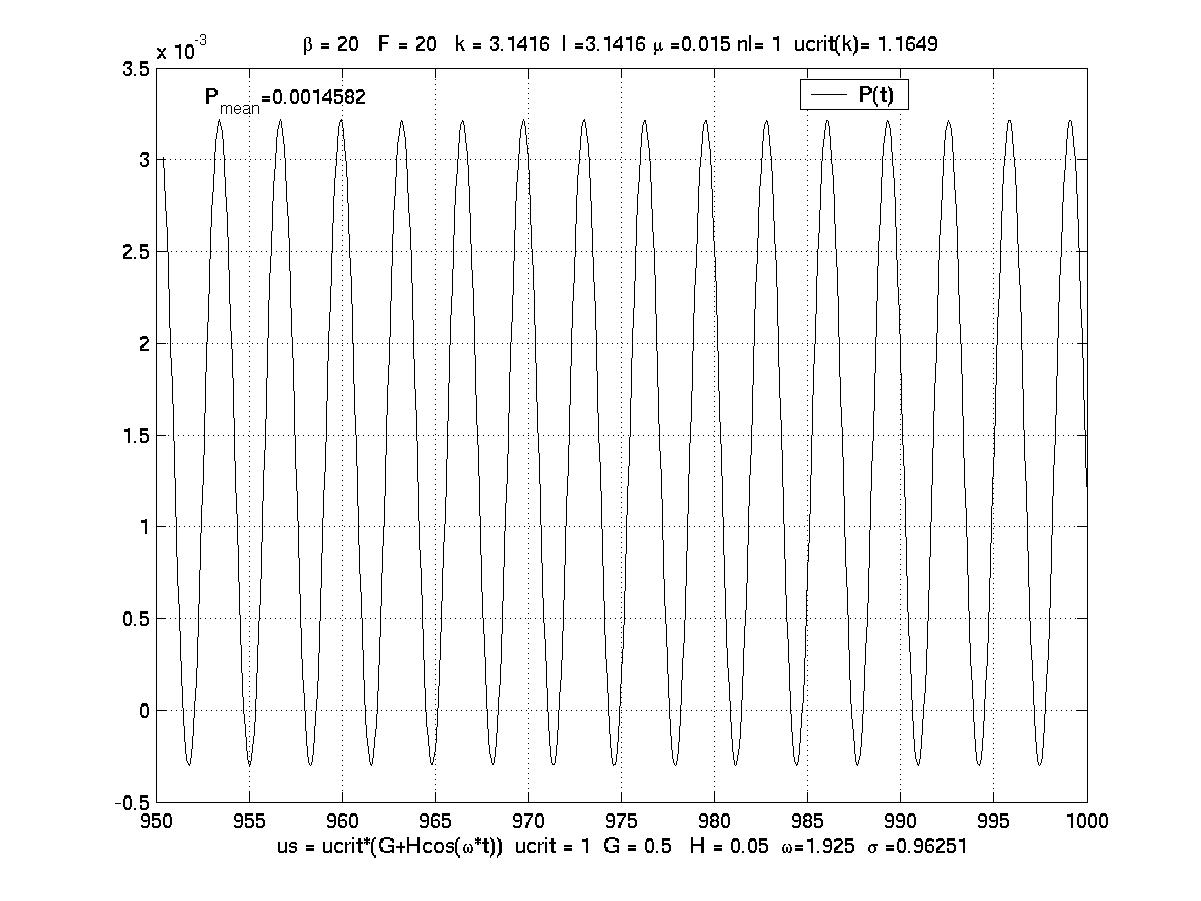 β = 20 F = 20 k = 3.1416 l =3.1416 μ =0.015 nl= 1 ucrit(k)= 1.1649
x 10^-3
3.5
P_mean=0.0014582
P(t)
3
2.5
2
1.5
1
0.5
0
-0.5
950 955 960 965 970 975 980 985 990 995 1000
us = ucrit*(G+Hcos(ω*t)) ucrit = 1 G = 0.5 H = 0.05 ω=1.925 σ =0.96251